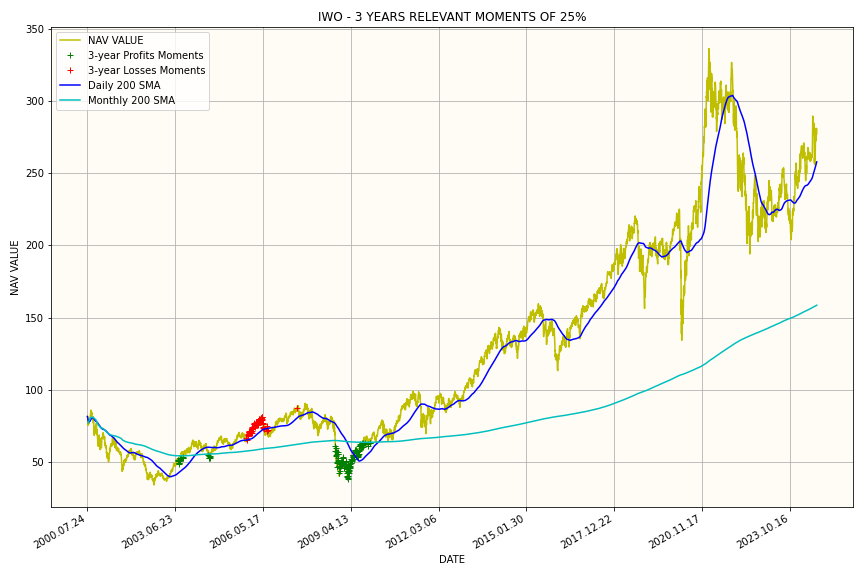 IWO - 3 YEARS RELEVANT MOMENTS OF 25%
NAV VALUE
3-year Profits Moments
3-year Losses Moments
Daily 200 SMA
Monthly 200 SMA
350
300
250
200
150
100
50
NAV VALUE
2000.07.24
2003.06.23
2006.05.17
2009.04.13
2012.03.06
2015.01.30
2017.12.22
2020.11.17
2023.10.16
DATE